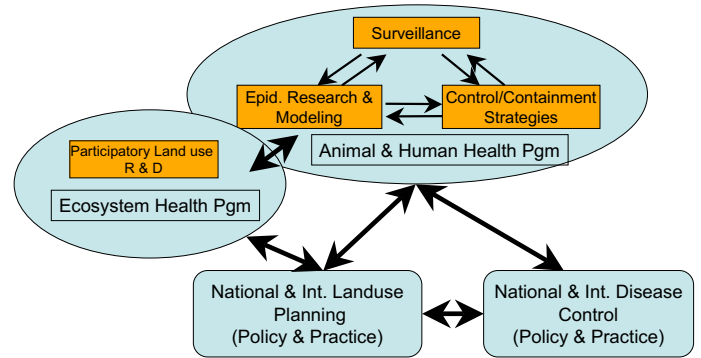 Surveillance
Epid. Research &
Modeling
Control/Containment
Strategies
Animal & Human Health Pgm
Participatory Land use
R & D
Ecosystem Health Pgm
National & Int. Landuse
Planning
(Policy & Practice)
National & Int. Disease
Control
(Policy & Practice)